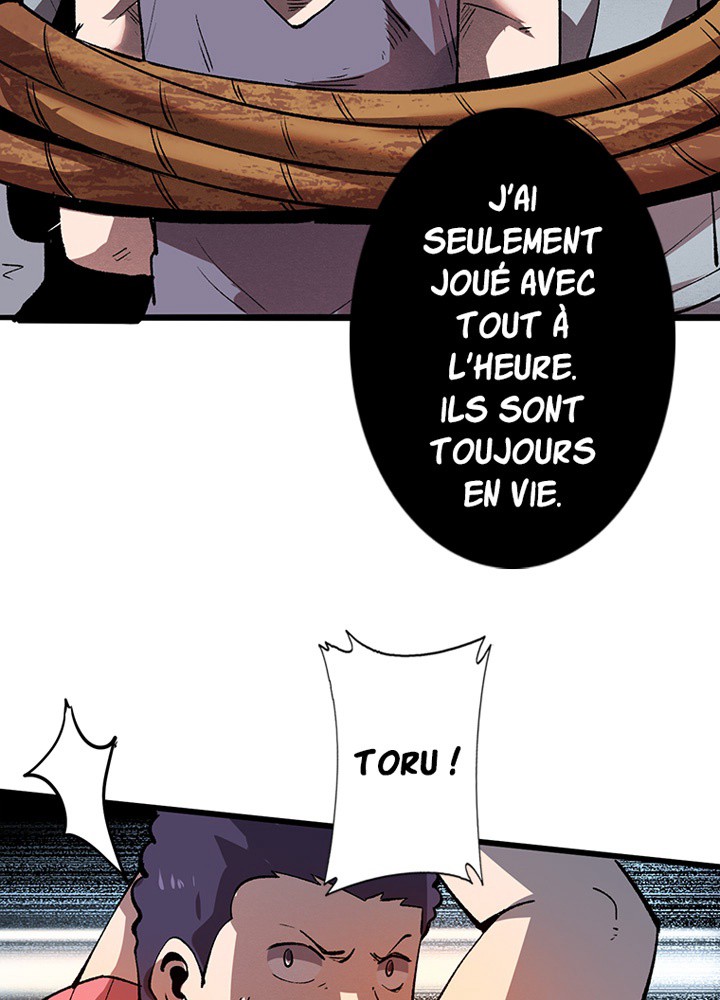 J'AI
SEULEMENT
JOUÉ AVEC
TOUT À
L'HEURE.
ILS SONT
TOUJOURS
EN VIE.
TORU !